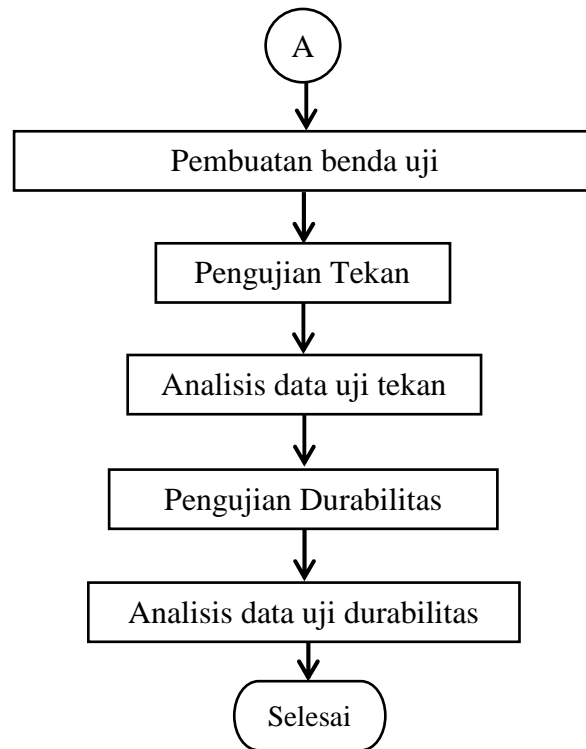 A
Pembuatan benda uji
Pengujian Tekan
Analisis data uji tekan
Pengujian Durabilitas
Analisis data uji durabilitas
Selesai